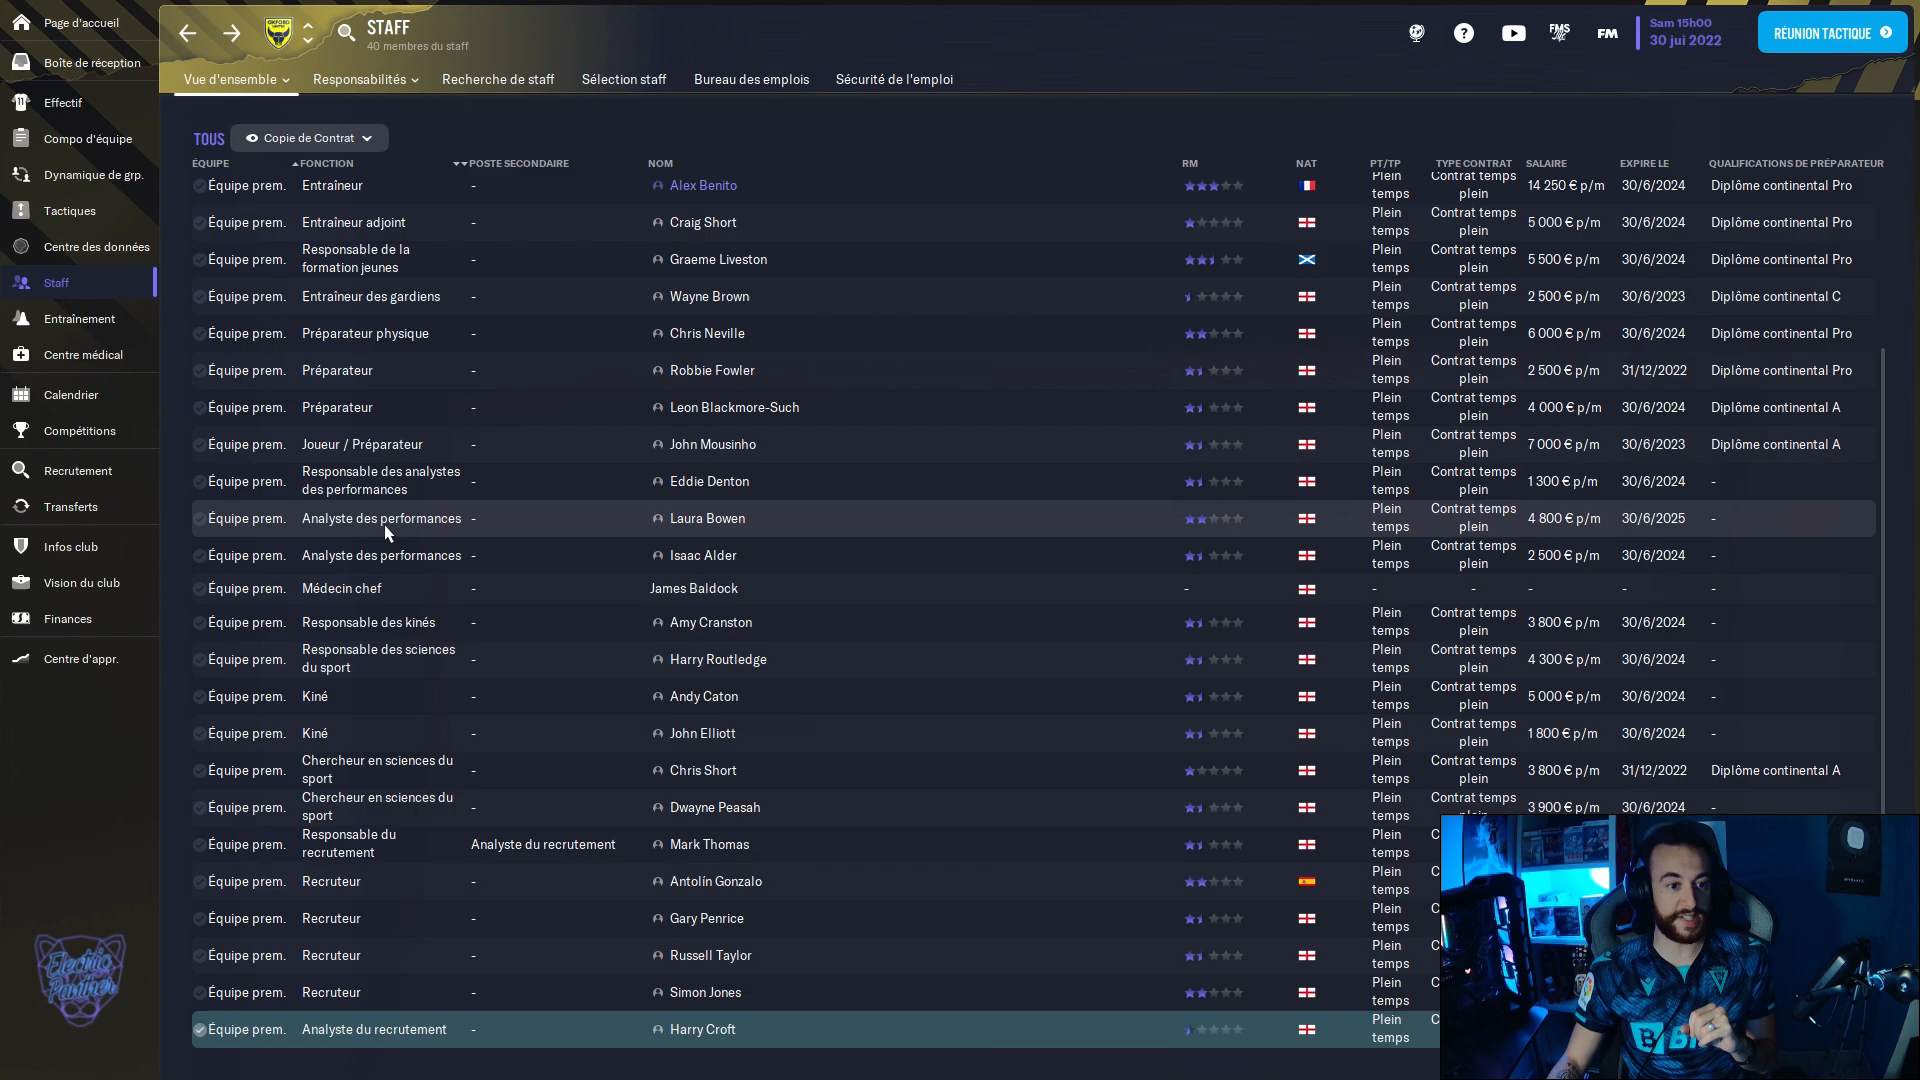 Page d'accueil
Boîte de réception
Effectif
Compo d'équipe
Dynamique de grp.
Tactiques
Centre des données
Staff
Entraînement
Centre médical
Calendrier
Compétitions
Recrutement
Transferts
Infos club
Vision du club
Finances
Centre d'appr.
Electric Panther
STAFF
40 membres du staff
FM
Sam 15h00
30 jui 2022
RÉUNION TACTIQUE
Vue d'ensemble
Responsabilités
Recherche de staff
Sélection staff
Bureau des emplois
Sécurité de l'emploi
TOUS Copie de Contrat
ÉQUIPE FONCTION POSTE SECONDAIRE NOM RM NAT PT/TP TYPE CONTRAT SALAIRE EXPIRE LE QUALIFICATIONS DE PRÉPARATEUR
Équipe prem. Entraîneur - Alex Benito Plein temps Contrat temps plein 14 250 € p/m 30/6/2024 Diplôme continental Pro
Équipe prem. Entraîneur adjoint - Craig Short Plein temps Contrat temps plein 5 000 € p/m 30/6/2024 Diplôme continental Pro
Équipe prem. Responsable de la formation jeunes - Graeme Liveston Plein temps Contrat temps plein 5 500 € p/m 30/6/2024 Diplôme continental Pro
Équipe prem. Entraîneur des gardiens - Wayne Brown Plein temps Contrat temps plein 2 500 € p/m 30/6/2023 Diplôme continental C
Équipe prem. Préparateur physique - Chris Neville Plein temps Contrat temps plein 6 000 € p/m 30/6/2024 Diplôme continental Pro
Équipe prem. Préparateur - Robbie Fowler Plein temps Contrat temps plein 2 500 € p/m 31/12/2022 Diplôme continental Pro
Équipe prem. Préparateur - Leon Blackmore-Such Plein temps Contrat temps plein 4 000 € p/m 30/6/2024 Diplôme continental A
Équipe prem. Joueur / Préparateur - John Mousinho Plein temps Contrat temps plein 7 000 € p/m 30/6/2023 Diplôme continental A
Équipe prem. Responsable des analystes des performances - Eddie Denton Plein temps Contrat temps plein 1 300 € p/m 30/6/2024 -
Équipe prem. Analyste des performances - Laura Bowen Plein temps Contrat temps plein 4 800 € p/m 30/6/2025 -
Équipe prem. Analyste des performances - Isaac Alder Plein temps Contrat temps plein 2 500 € p/m 30/6/2024 -
Équipe prem. Médecin chef - James Baldock - - - - - -
Équipe prem. Responsable des kinés - Amy Cranston Plein temps Contrat temps plein 3 800 € p/m 30/6/2024 -
Équipe prem. Responsable des sciences du sport - Harry Routledge Plein temps Contrat temps plein 4 300 € p/m 30/6/2024 -
Équipe prem. Kiné - Andy Caton Plein temps Contrat temps plein 5 000 € p/m 30/6/2024 -
Équipe prem. Kiné - John Elliott Plein temps Contrat temps plein 1 800 € p/m 30/6/2024 -
Équipe prem. Chercheur en sciences du sport - Chris Short Plein temps Contrat temps plein 3 800 € p/m 31/12/2022 Diplôme continental A
Équipe prem. Chercheur en sciences du sport - Dwayne Peasah Plein temps Contrat temps plein 3 900 € p/m 30/6/2024 -
Équipe prem. Responsable du recrutement Analyste du recrutement Mark Thomas Plein temps C
Équipe prem. Recruteur - Antolín Gonzalo Plein temps C
Équipe prem. Recruteur - Gary Penrice Plein temps C
Équipe prem. Recruteur - Russell Taylor Plein temps C
Équipe prem. Recruteur - Simon Jones Plein temps C
Équipe prem. Analyste du recrutement - Harry Croft Plein temps C